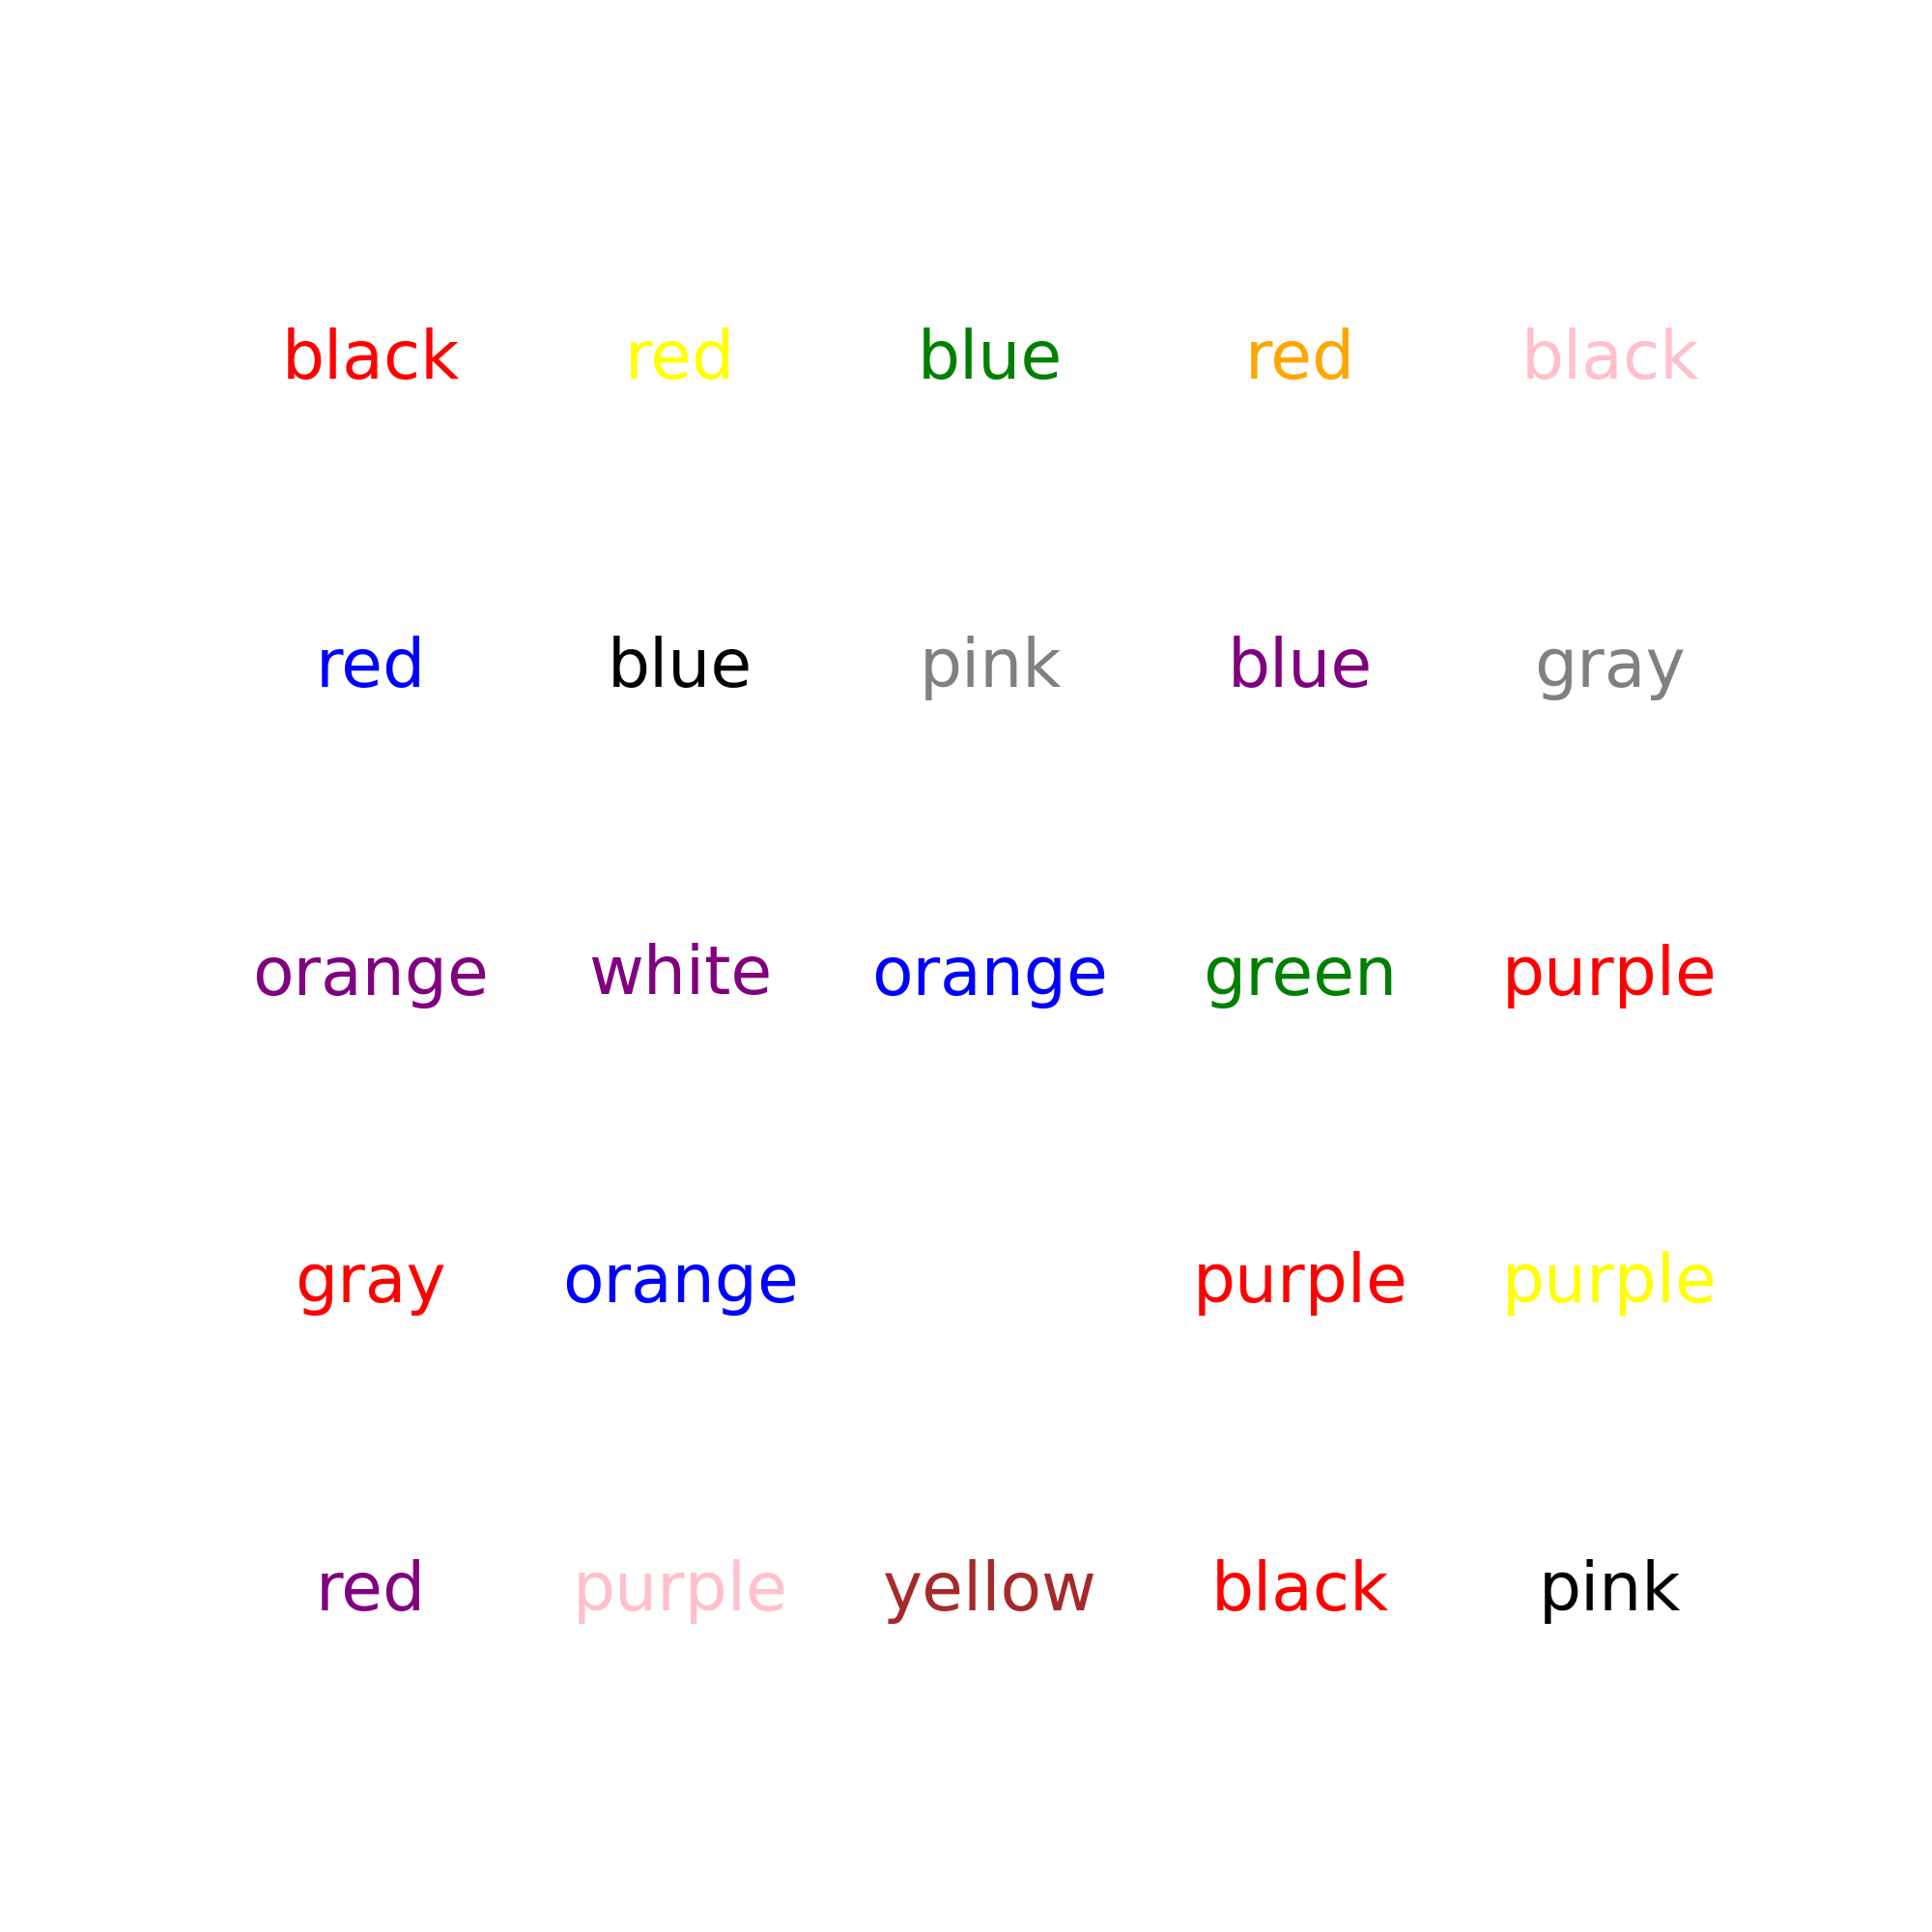 black red blue red black
red blue pink blue gray
orange white orange green purple
gray orange purple purple
red purple yellow black pink